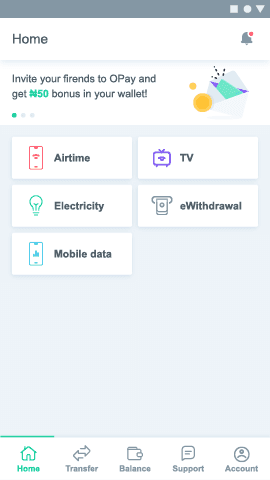 Home
Invite your firends to OPay and
get ₦50 bonus in your wallet!
Airtime
TV
Electricity
eWithdrawal
Mobile data
Home
Transfer
Balance
Support
Account